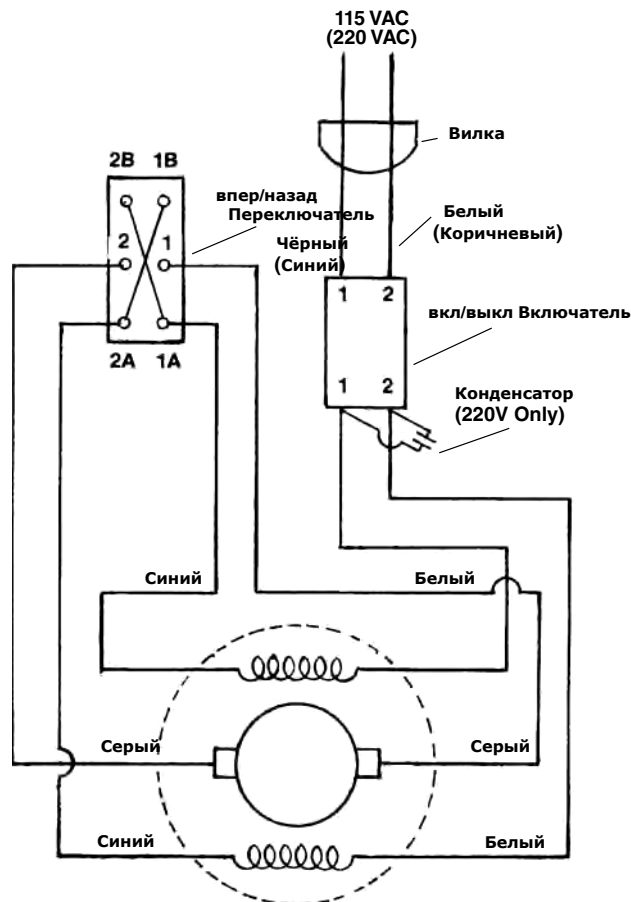 115 VAC
(220 VAC)
Вилка
2B 1B
впер/назад
Переключатель
Белый
(Коричневый)
Чёрный
(Синий)
2 1
1 2
вкл/выкл Включатель
2A 1A
1 2
Конденсатор
(220V Only)
Синий
Белый
Серый
Серый
Синий
Белый